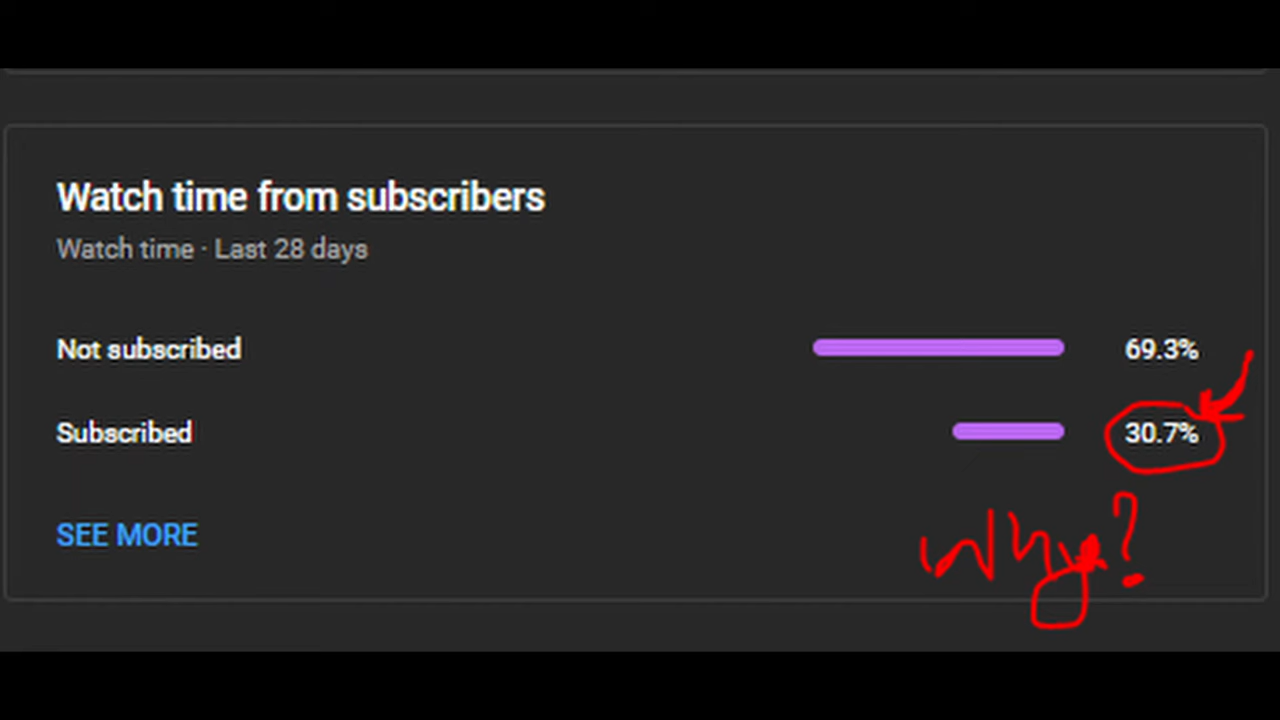 Watch time from subscribers
Watch time · Last 28 days
Not subscribed 69.3%
Subscribed 30.7%
SEE MORE
Why?